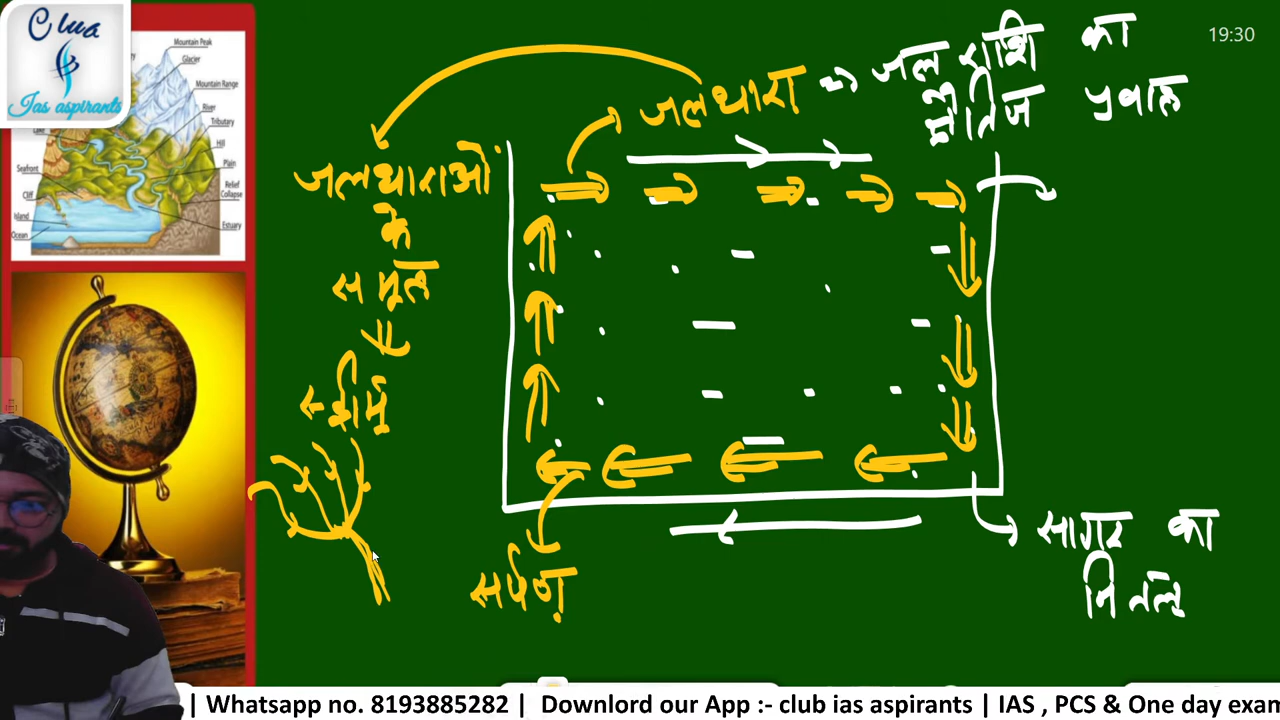 Club
Ias aspirants
Mountain Peak
Glacier
Mountain Range
River
Tributary
Hill
Lake
Plain
Seafront
Relief
Collapse
Cliff
Island
Estuary
Ocean
19:30
जलधारा => जल राशि का
क्षैतिज प्रवाह
जलधाराओं
के
समूह
सर्पण
सागर का
नितल
| Whatsapp no. 8193885282 | Downlord our App :- club ias aspirants | IAS , PCS & One day exan